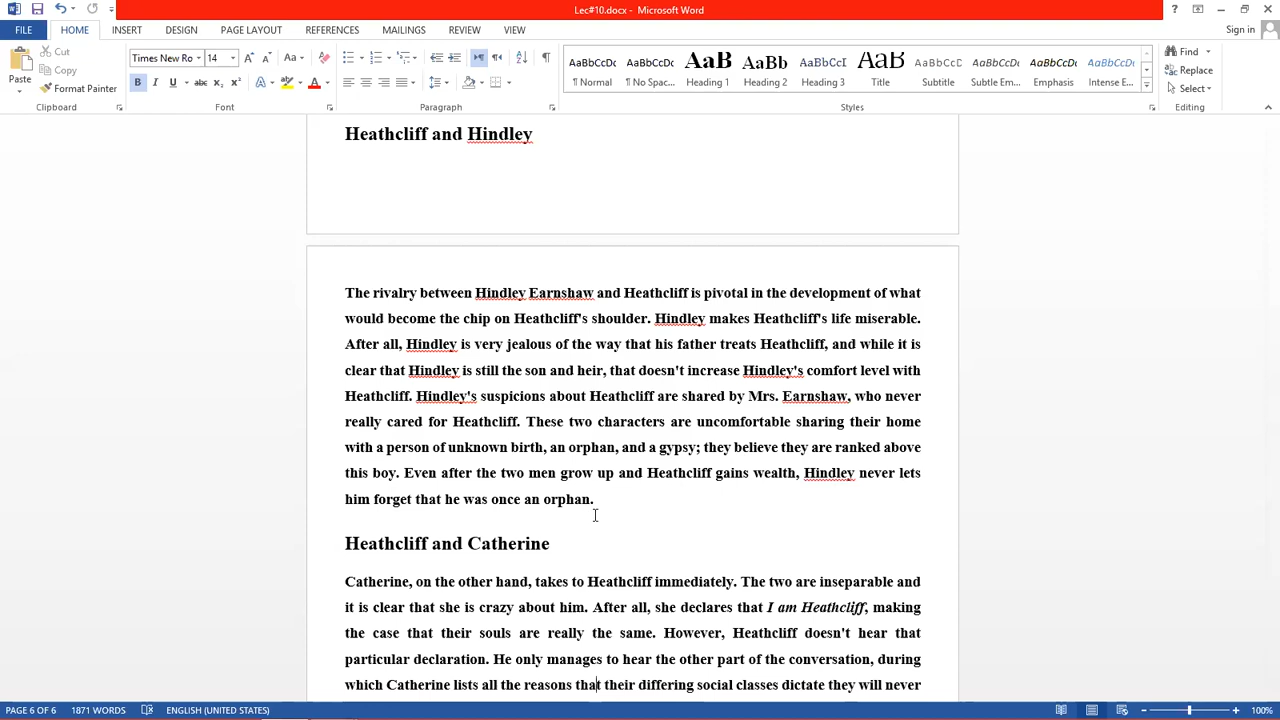 Lec#10.docx - Microsoft Word
?
FILE HOME INSERT DESIGN PAGE LAYOUT REFERENCES MAILINGS REVIEW VIEW Sign in
Paste
Cut
Copy
Format Painter
Clipboard
Times New Ro 14
Font
Paragraph
AaBbCcDc AaBbCcDc AaB AaBb AaBbCcI AaB AaBbCcD AaBbCcDc AaBbCcDc AaBbCcDc
¶ Normal ¶ No Spac... Heading 1 Heading 2 Heading 3 Title Subtitle Subtle Em... Emphasis Intense E...
Styles
Find
Replace
Select
Editing
Heathcliff and Hindley
The rivalry between Hindley Earnshaw and Heathcliff is pivotal in the development of what
would become the chip on Heathcliff's shoulder. Hindley makes Heathcliff's life miserable.
After all, Hindley is very jealous of the way that his father treats Heathcliff, and while it is
clear that Hindley is still the son and heir, that doesn't increase Hindley's comfort level with
Heathcliff. Hindley's suspicions about Heathcliff are shared by Mrs. Earnshaw, who never
really cared for Heathcliff. These two characters are uncomfortable sharing their home
with a person of unknown birth, an orphan, and a gypsy; they believe they are ranked above
this boy. Even after the two men grow up and Heathcliff gains wealth, Hindley never lets
him forget that he was once an orphan.
Heathcliff and Catherine
Catherine, on the other hand, takes to Heathcliff immediately. The two are inseparable and
it is clear that she is crazy about him. After all, she declares that I am Heathcliff, making
the case that their souls are really the same. However, Heathcliff doesn't hear that
particular declaration. He only manages to hear the other part of the conversation, during
which Catherine lists all the reasons that their differing social classes dictate they will never
PAGE 6 OF 6 1871 WORDS ENGLISH (UNITED STATES) 100%